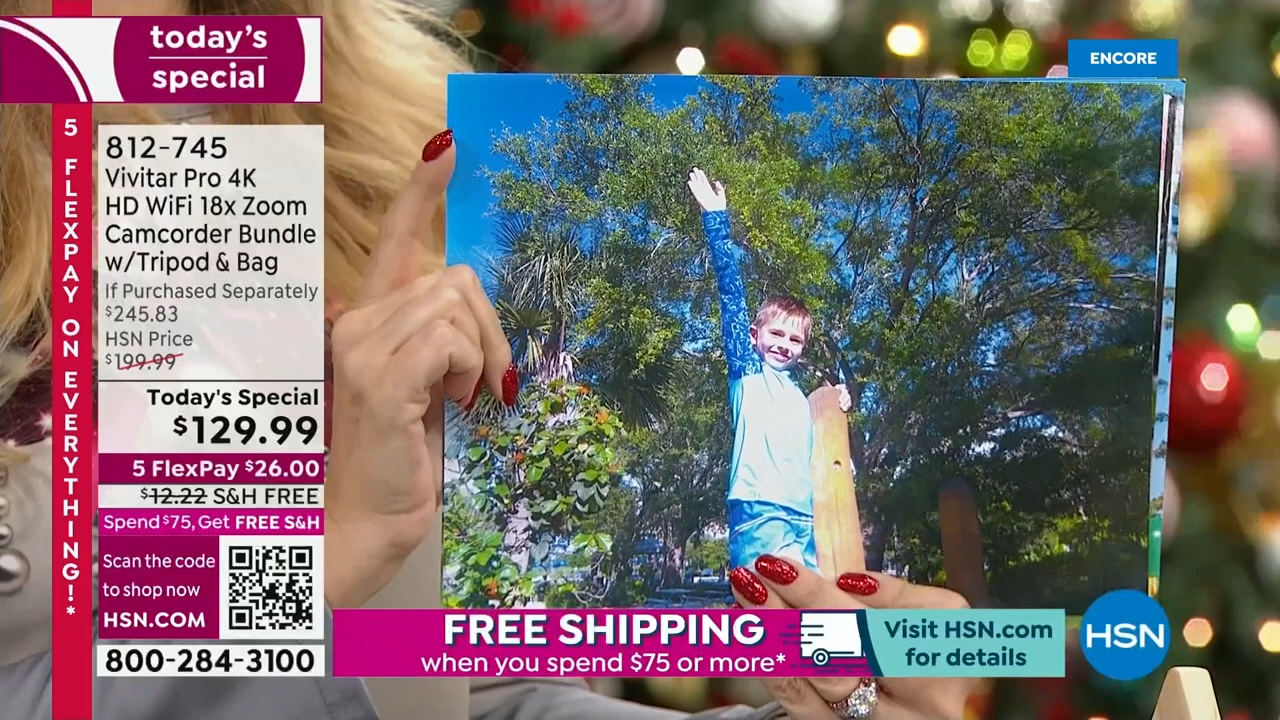 today's
special
5 FLEXPAY ON EVERYTHING!*
812-745
Vivitar Pro 4K
HD WiFi 18x Zoom
Camcorder Bundle
w/Tripod & Bag
If Purchased Separately
$245.83
HSN Price
$199.99
Today's Special
$129.99
5 FlexPay $26.00
$12.22 S&H FREE
Spend $75, Get FREE S&H
Scan the code
to shop now
HSN.COM
800-284-3100
ENCORE
FREE SHIPPING
when you spend $75 or more*
Visit HSN.com
for details
HSN